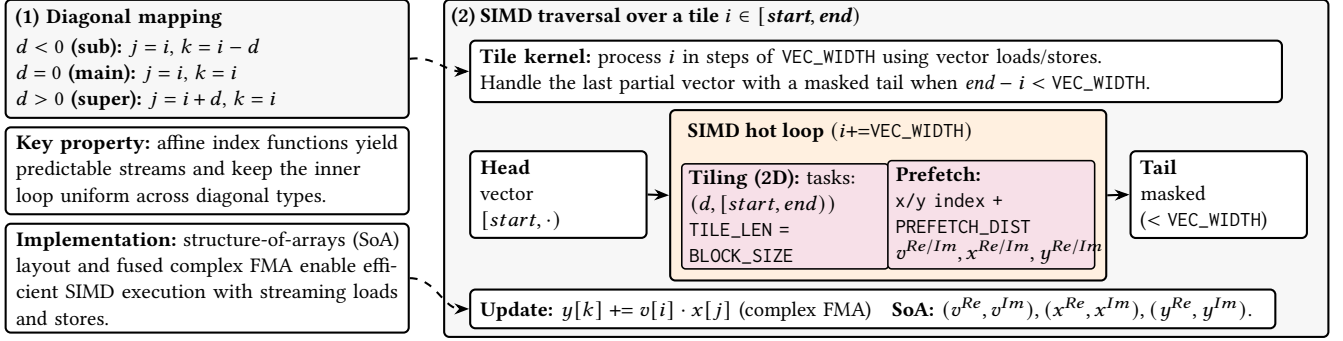 (1) Diagonal mapping
d < 0 (sub): j = i, k = i − d
d = 0 (main): j = i, k = i
d > 0 (super): j = i + d, k = i
Key property: affine index functions yield
predictable streams and keep the inner
loop uniform across diagonal types.
Implementation: structure-of-arrays (SoA)
layout and fused complex FMA enable effi-
cient SIMD execution with streaming loads
and stores.
(2) SIMD traversal over a tile i ∈ [start, end)
Tile kernel: process i in steps of VEC_WIDTH using vector loads/stores.
Handle the last partial vector with a masked tail when end − i < VEC_WIDTH.
Head
vector
[start, ·)
SIMD hot loop (i+=VEC_WIDTH)
Tiling (2D): tasks:
(d, [start, end))
TILE_LEN =
BLOCK_SIZE
Prefetch:
x/y index +
PREFETCH_DIST
v^{Re/Im}, x^{Re/Im}, y^{Re/Im}
Tail
masked
(< VEC_WIDTH)
Update: y[k] += v[i] · x[j] (complex FMA) SoA: (v^{Re}, v^{Im}), (x^{Re}, x^{Im}), (y^{Re}, y^{Im}).